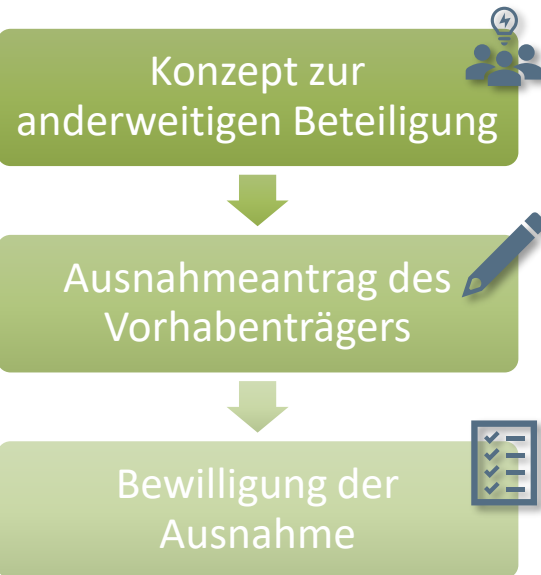 Konzept zur
anderweitigen Beteiligung
Ausnahmeantrag des
Vorhabenträgers
Bewilligung der
Ausnahme